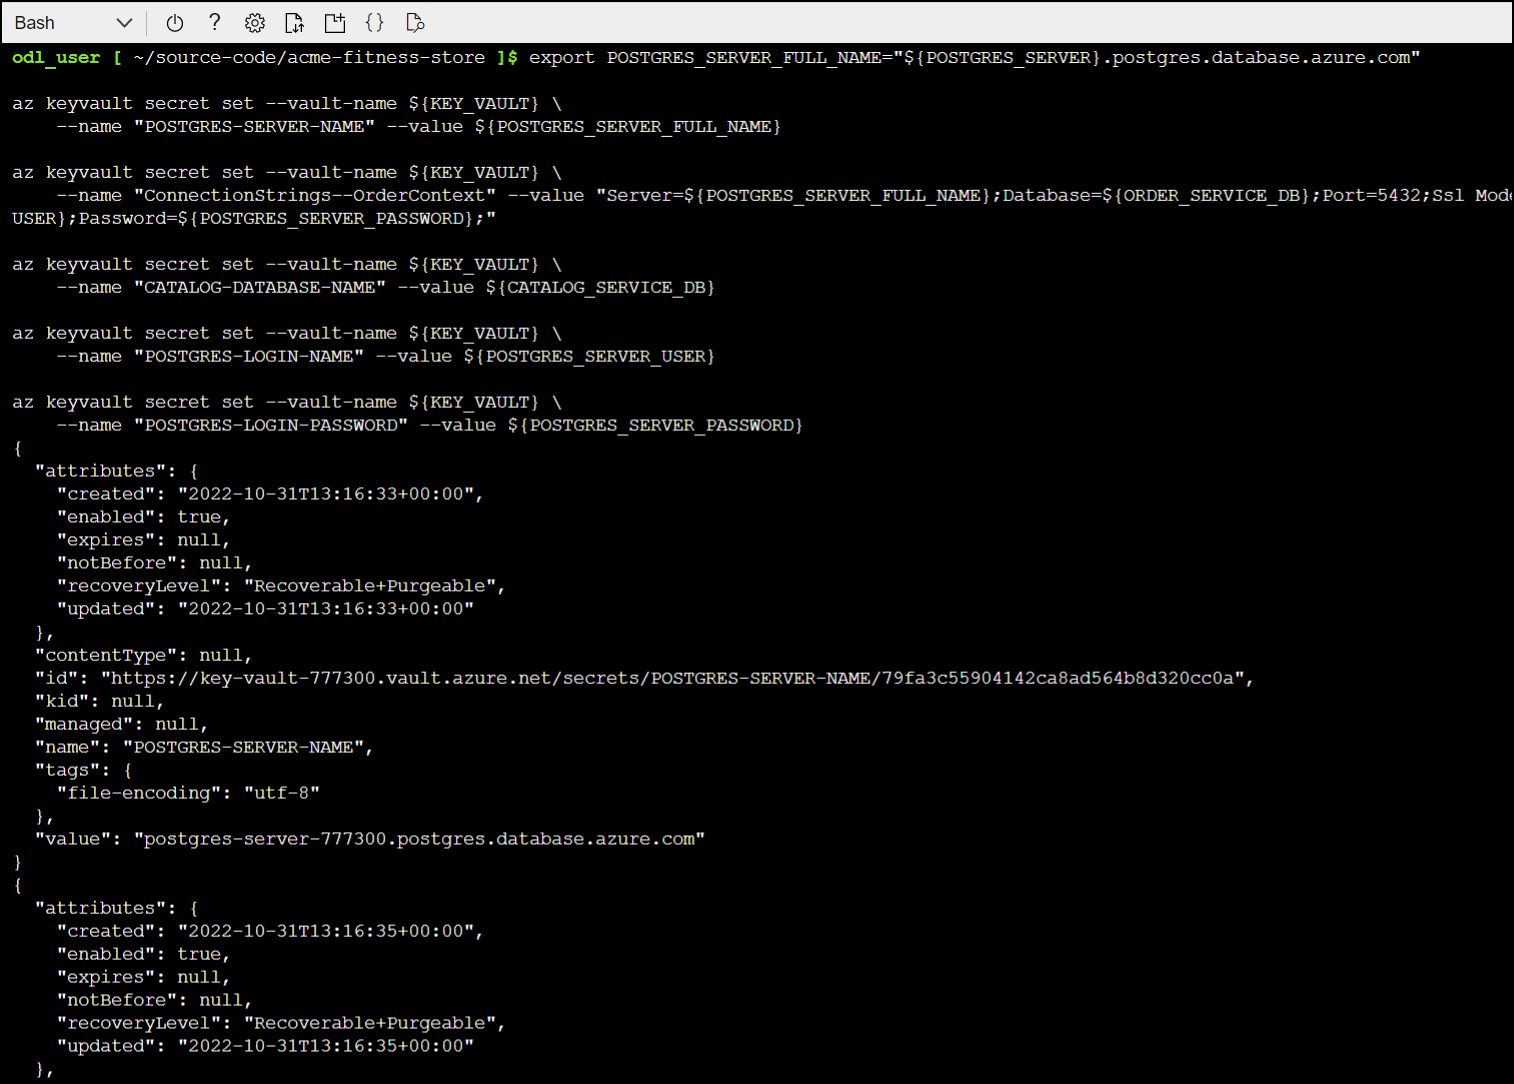 Bash
odl_user [ ~/source-code/acme-fitness-store ]$ export POSTGRES_SERVER_FULL_NAME="${POSTGRES_SERVER}.postgres.database.azure.com"
az keyvault secret set --vault-name ${KEY_VAULT} \
--name "POSTGRES-SERVER-NAME" --value ${POSTGRES_SERVER_FULL_NAME}
az keyvault secret set --vault-name ${KEY_VAULT} \
--name "ConnectionStrings--OrderContext" --value "Server=${POSTGRES_SERVER_FULL_NAME};Database=${ORDER_SERVICE_DB};Port=5432;Ssl Mod
USER};Password=${POSTGRES_SERVER_PASSWORD};"
az keyvault secret set --vault-name ${KEY_VAULT} \
--name "CATALOG-DATABASE-NAME" --value ${CATALOG_SERVICE_DB}
az keyvault secret set --vault-name ${KEY_VAULT} \
--name "POSTGRES-LOGIN-NAME" --value ${POSTGRES_SERVER_USER}
az keyvault secret set --vault-name ${KEY_VAULT} \
--name "POSTGRES-LOGIN-PASSWORD" --value ${POSTGRES_SERVER_PASSWORD}
{
"attributes": {
"created": "2022-10-31T13:16:33+00:00",
"enabled": true,
"expires": null,
"notBefore": null,
"recoveryLevel": "Recoverable+Purgeable",
"updated": "2022-10-31T13:16:33+00:00"
},
"contentType": null,
"id": "https://key-vault-777300.vault.azure.net/secrets/POSTGRES-SERVER-NAME/79fa3c55904142ca8ad564b8d320cc0a",
"kid": null,
"managed": null,
"name": "POSTGRES-SERVER-NAME",
"tags": {
"file-encoding": "utf-8"
},
"value": "postgres-server-777300.postgres.database.azure.com"
}
{
"attributes": {
"created": "2022-10-31T13:16:35+00:00",
"enabled": true,
"expires": null,
"notBefore": null,
"recoveryLevel": "Recoverable+Purgeable",
"updated": "2022-10-31T13:16:35+00:00"
},